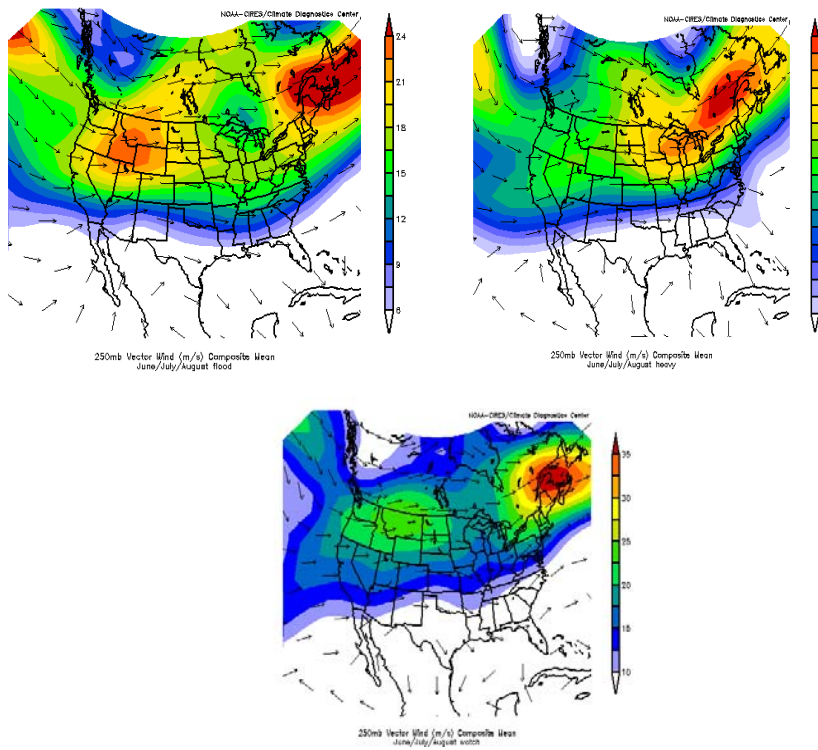 NOAA-CIRES/Climate Diagnostics Center
24
21
18
15
12
9
6
250mb Vector Wind (m/s) Composite Mean
June/July/August flood
NOAA-CIRES/Climate Diagnostics Center
250mb Vector Wind (m/s) Composite Mean
June/July/August heavy
NOAA-CIRES/Climate Diagnostics Center
35
30
25
20
15
10
250mb Vector Wind (m/s) Composite Mean
June/July/August watch